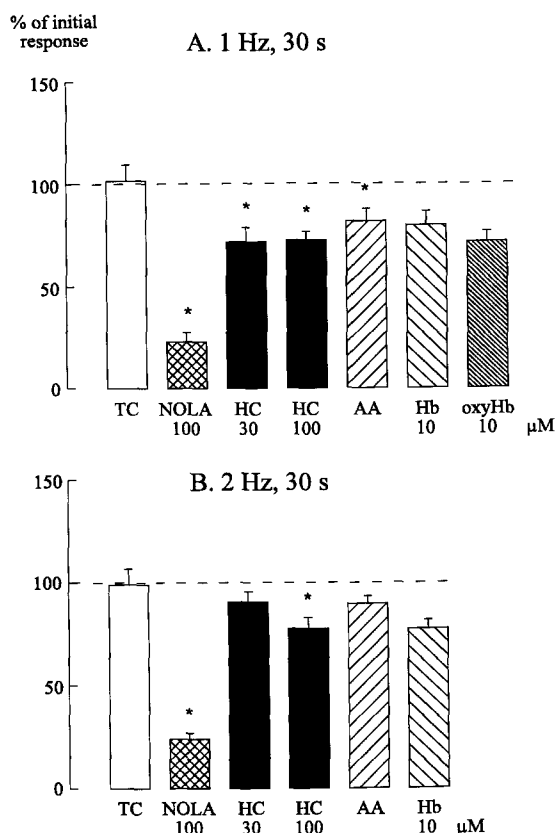 % of initial
response
A. 1 Hz, 30 s
150
100
50
0
*
*
*
*
TC NOLA HC HC AA Hb oxyHb
100 30 100 10 10 μM
B. 2 Hz, 30 s
150
100
50
0
*
*
TC NOLA HC HC AA Hb
100 30 100 10 μM